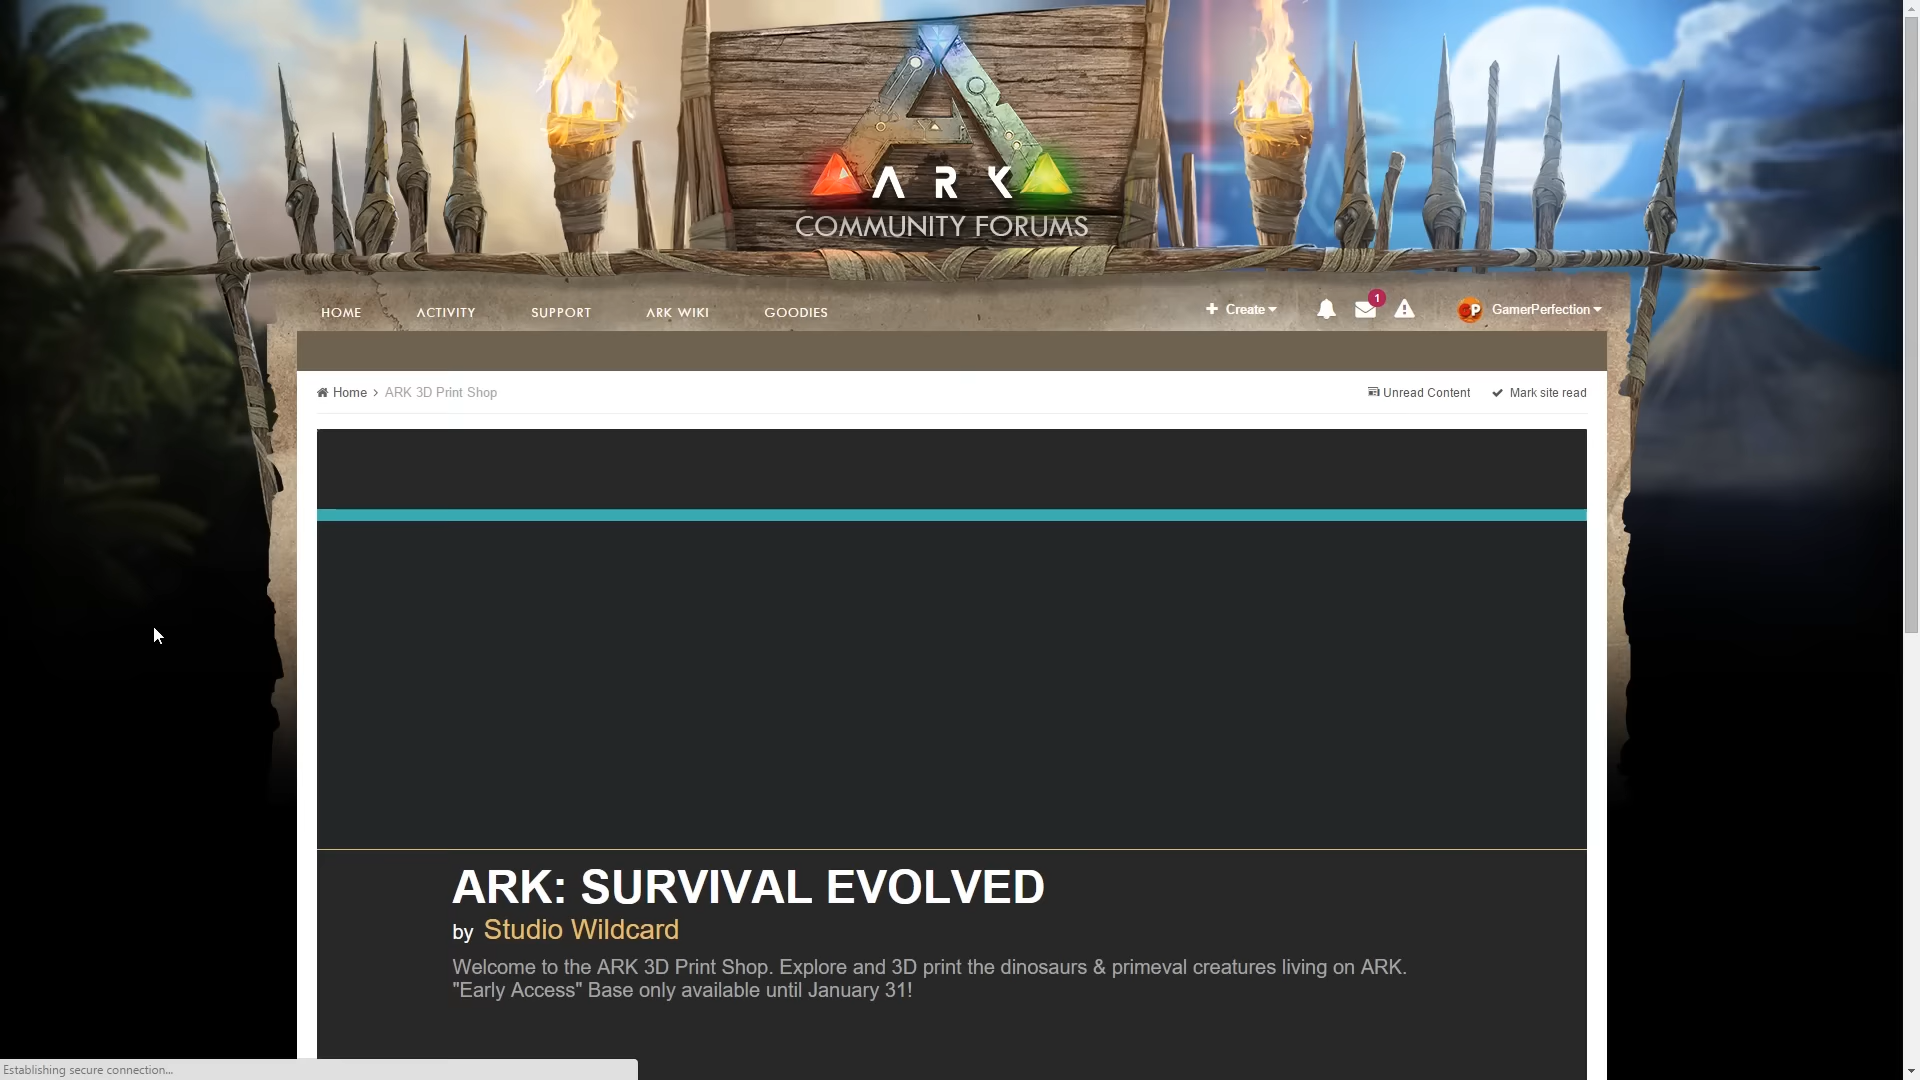 ARK
COMMUNITY FORUMS
HOME ACTIVITY SUPPORT ARK WIKI GOODIES + Create 1 GamerPerfection
Home > ARK 3D Print Shop Unread Content Mark site read
ARK: SURVIVAL EVOLVED
by Studio Wildcard
Welcome to the ARK 3D Print Shop. Explore and 3D print the dinosaurs & primeval creatures living on ARK.
"Early Access" Base only available until January 31!
Establishing secure connection...